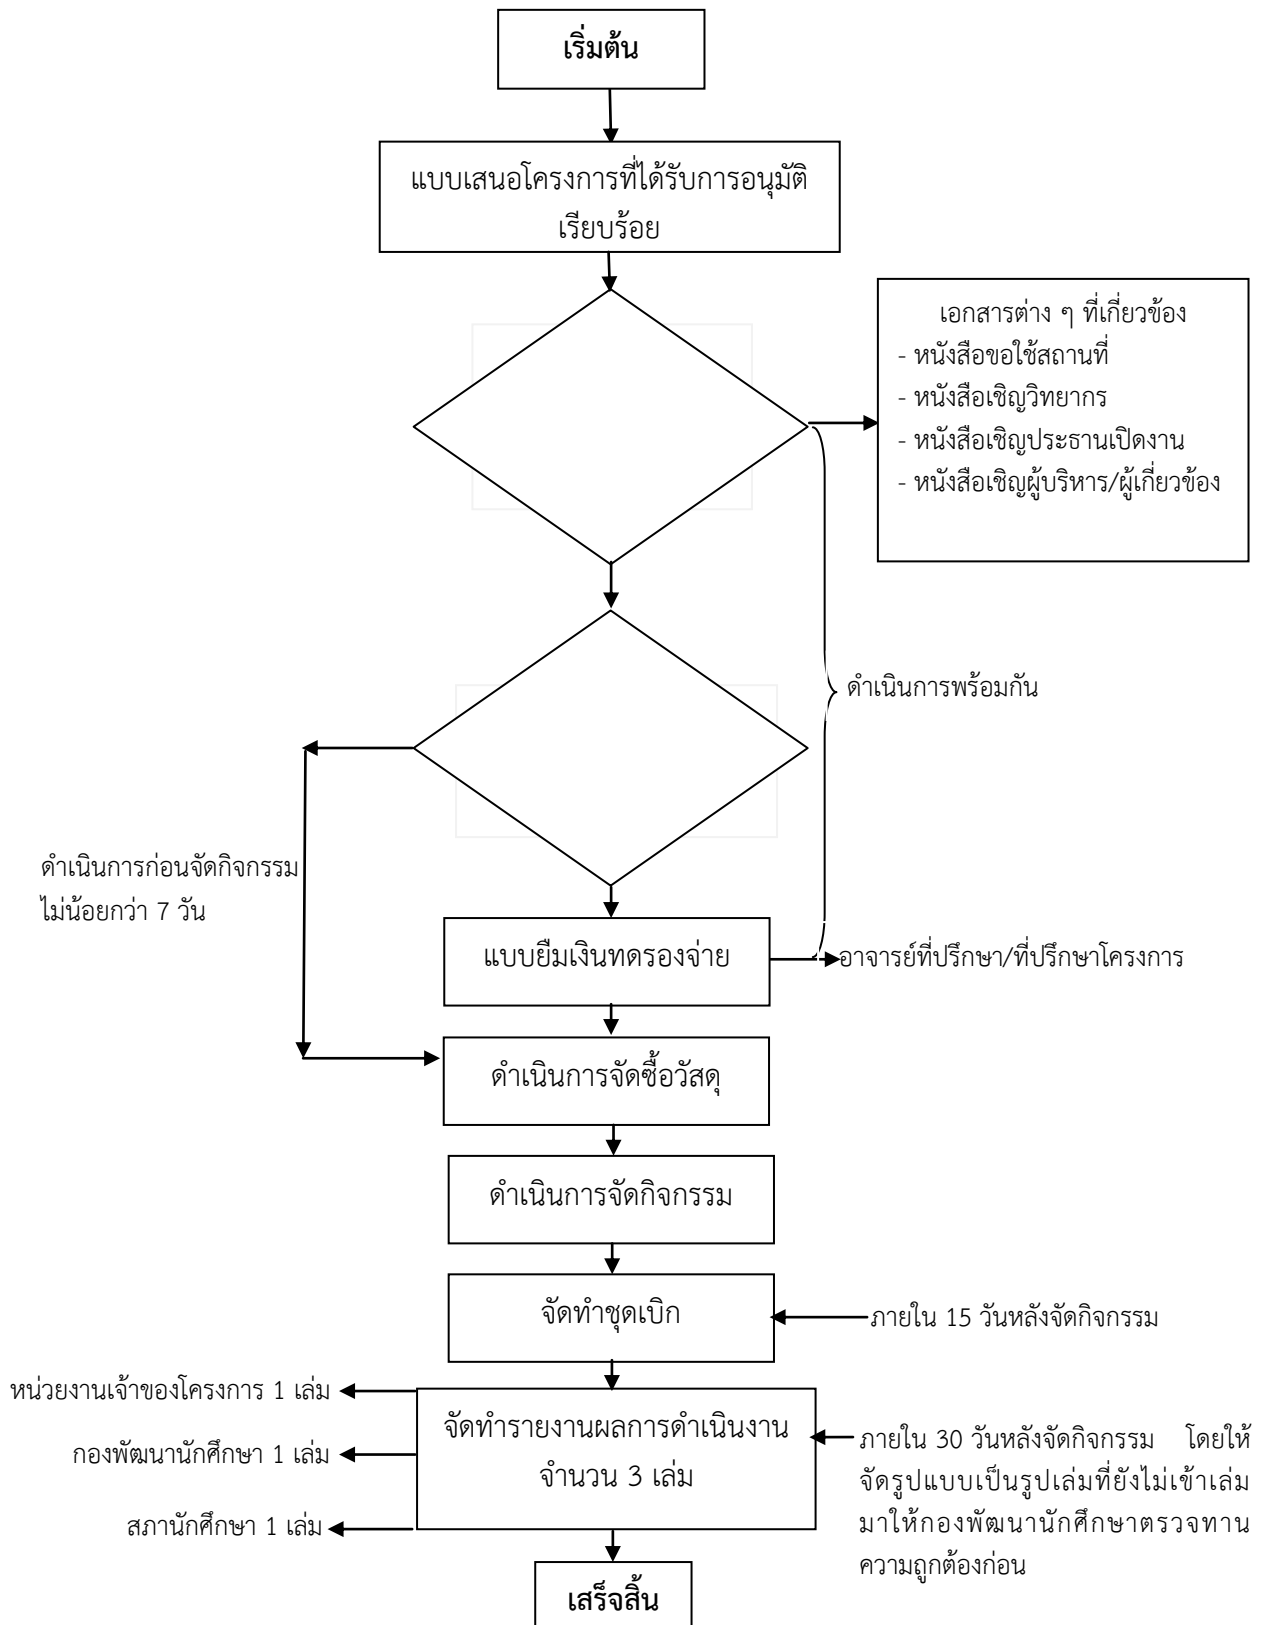 เริ่มต้น
แบบเสนอโครงการที่ได้รับการอนุมัติ
เรียบร้อย
เอกสารต่าง ๆ ที่เกี่ยวข้อง
- หนังสือขอใช้สถานที่
- หนังสือเชิญวิทยากร
- หนังสือเชิญประธานเปิดงาน
- หนังสือเชิญผู้บริหาร/ผู้เกี่ยวข้อง
ดำเนินการพร้อมกัน
ดำเนินการก่อนจัดกิจกรรม
ไม่น้อยกว่า 7 วัน
แบบยืมเงินทดรองจ่าย
อาจารย์ที่ปรึกษา/ที่ปรึกษาโครงการ
ดำเนินการจัดซื้อวัสดุ
ดำเนินการจัดกิจกรรม
จัดทำชุดเบิก
ภายใน 15 วันหลังจัดกิจกรรม
หน่วยงานเจ้าของโครงการ 1 เล่ม
กองพัฒนานักศึกษา 1 เล่ม
สภานักศึกษา 1 เล่ม
จัดทำรายงานผลการดำเนินงาน
จำนวน 3 เล่ม
ภายใน 30 วันหลังจัดกิจกรรม โดยให้
จัดรูปแบบเป็นรูปเล่มที่ยังไม่เข้าเล่ม
มาให้กองพัฒนานักศึกษาตรวจทาน
ความถูกต้องก่อน
เสร็จสิ้น